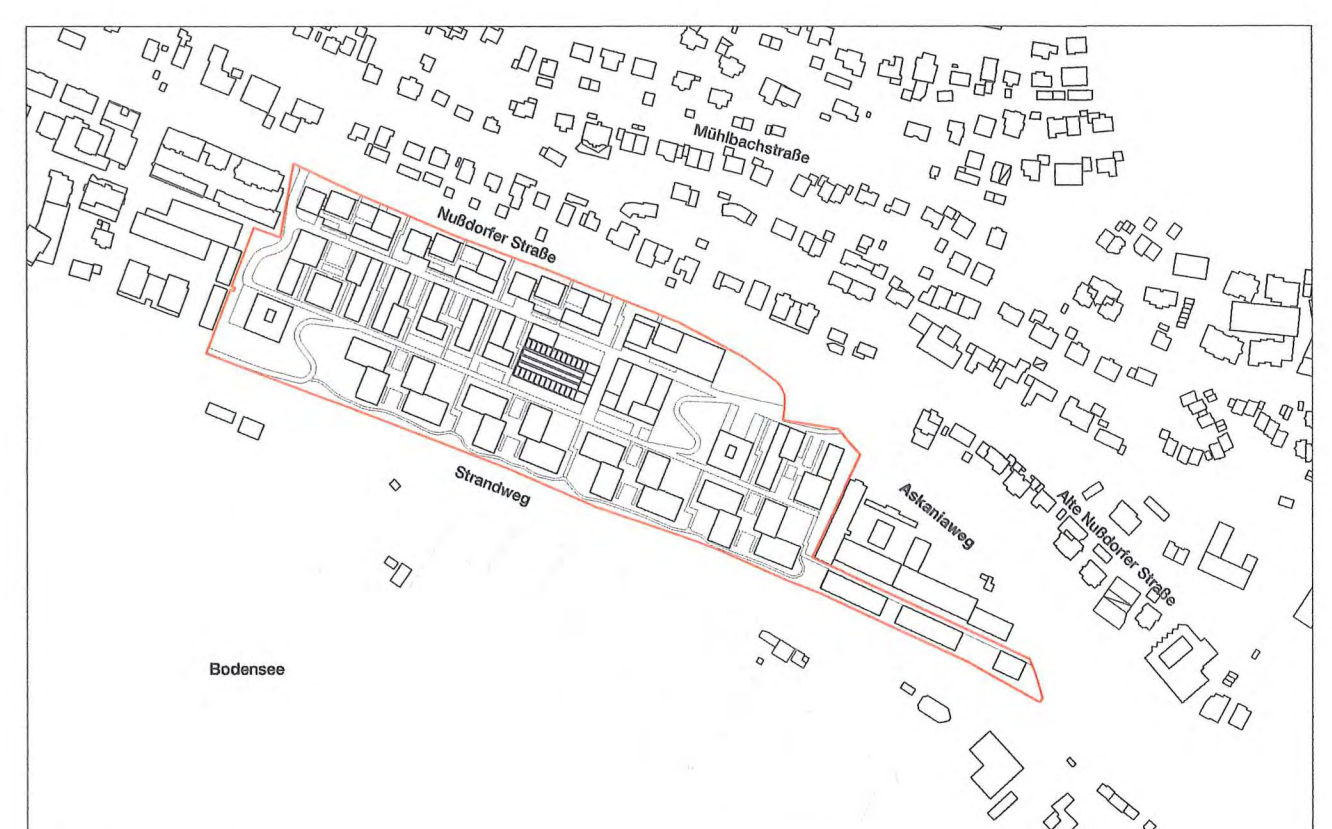 Mühlbachstraße
Nußdorfer Straße
Strandweg
Askaniaweg
Alte Nußdorfer Straße
Bodensee